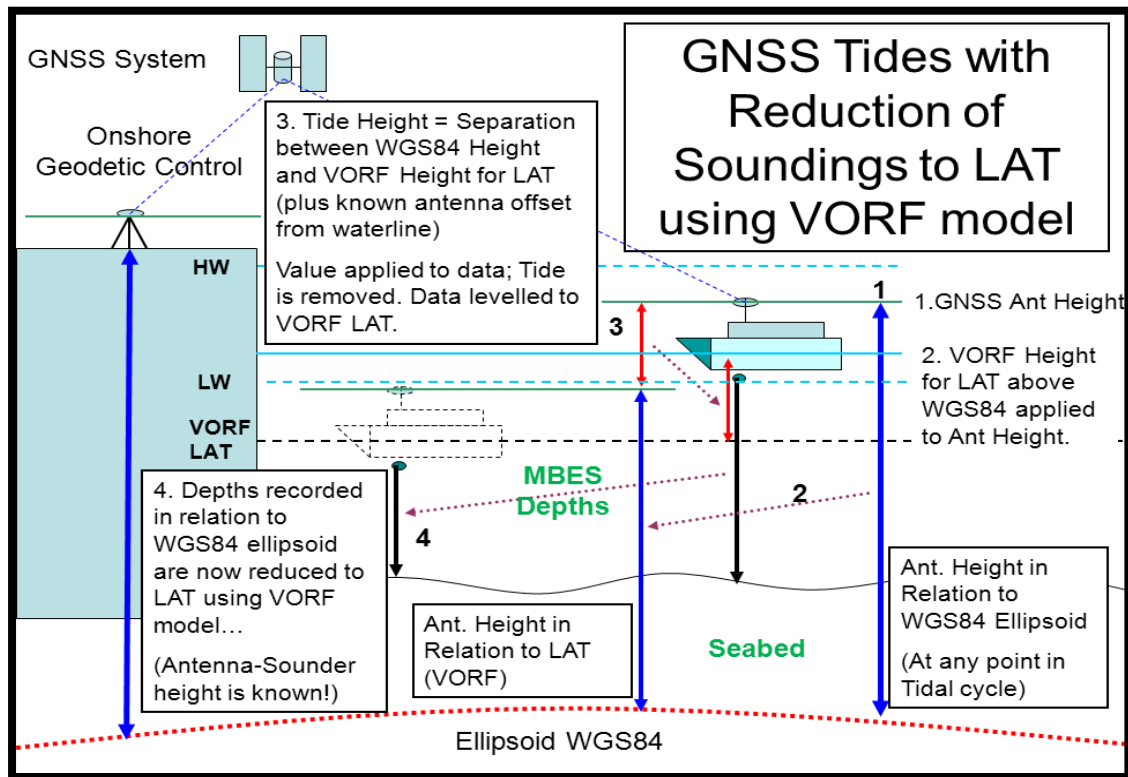 GNSS Tides with
Reduction of
Soundings to LAT
using VORF model
GNSS System
Onshore
Geodetic Control
3. Tide Height = Separation
between WGS84 Height
and VORF Height for LAT
(plus known antenna offset
from waterline)
Value applied to data; Tide
is removed. Data levelled to
VORF LAT.
HW
LW
VORF
LAT
1
1.GNSS Ant Height
3
2. VORF Height
for LAT above
WGS84 applied
to Ant Height.
MBES
Depths
2
4
4. Depths recorded
in relation to
WGS84 ellipsoid
are now reduced to
LAT using VORF
model…
(Antenna-Sounder
height is known!)
Ant. Height in
Relation to LAT
(VORF)
Seabed
Ant. Height in
Relation to
WGS84 Ellipsoid
(At any point in
Tidal cycle)
Ellipsoid WGS84